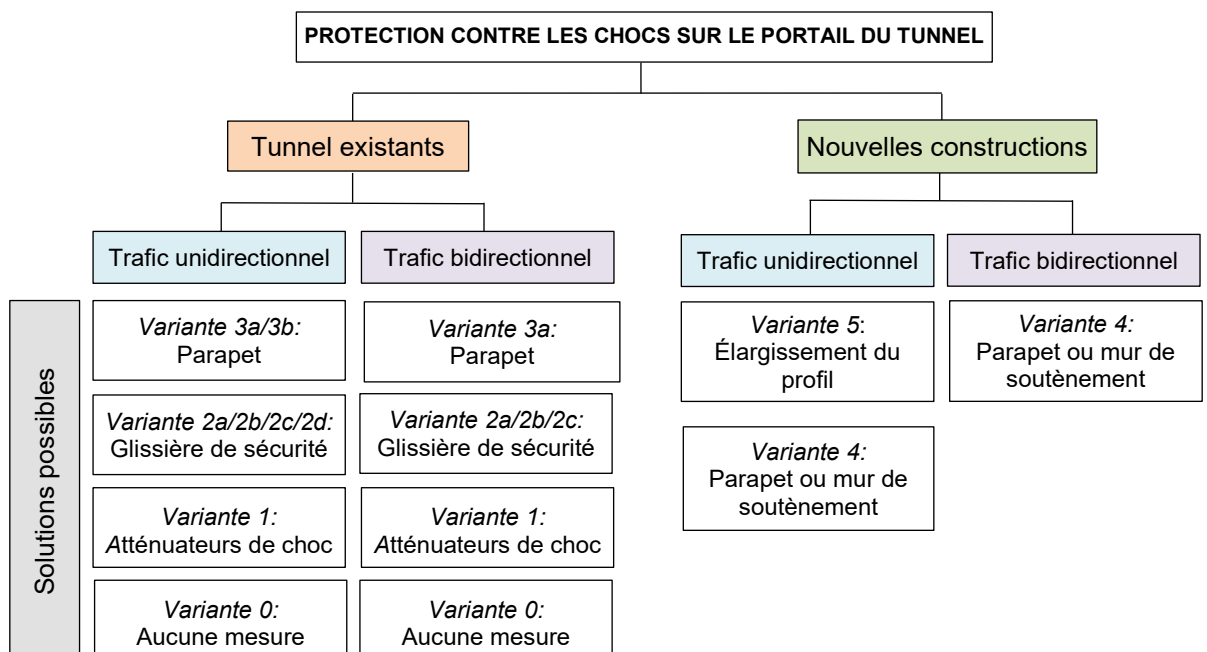 PROTECTION CONTRE LES CHOCS SUR LE PORTAIL DU TUNNEL
Tunnel existants
Nouvelles constructions
Trafic unidirectionnel
Trafic bidirectionnel
Trafic unidirectionnel
Trafic bidirectionnel
Solutions possibles
Variante 3a/3b:
Parapet
Variante 3a:
Parapet
Variante 5:
Élargissement du
profil
Variante 4:
Parapet ou mur de
soutènement
Variante 2a/2b/2c/2d:
Glissière de sécurité
Variante 2a/2b/2c:
Glissière de sécurité
Variante 4:
Parapet ou mur de
soutènement
Variante 1:
Atténuateurs de choc
Variante 1:
Atténuateurs de choc
Variante 0:
Aucune mesure
Variante 0:
Aucune mesure